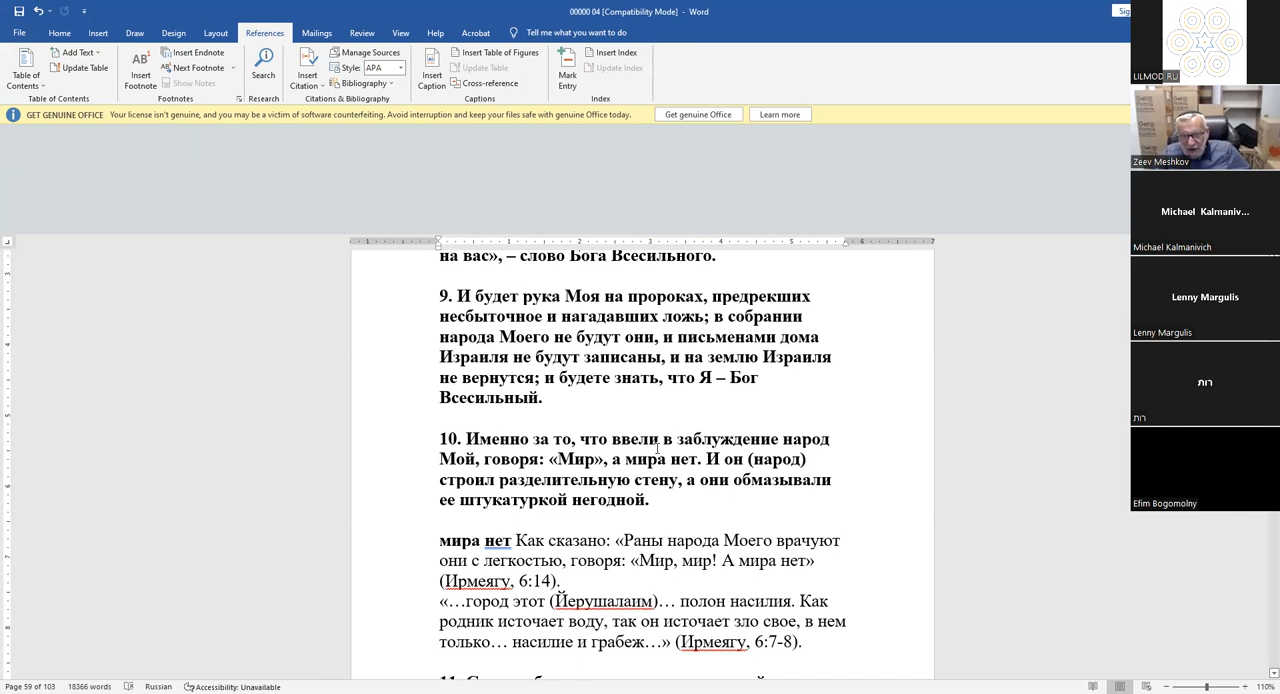 00000 04 [Compatibility Mode] - Word
File Home Insert Draw Design Layout References Mailings Review View Help Acrobat Tell me what you want to do
Table of Contents
Add Text
Update Table
Table of Contents
AB1 Insert Footnote
Insert Endnote
Next Footnote
Show Notes
Footnotes
Search
Research
Insert Citation
Manage Sources
Style: APA
Bibliography
Citations & Bibliography
Insert Caption
Insert Table of Figures
Update Table
Cross-reference
Captions
Mark Entry
Insert Index
Update Index
Index
GET GENUINE OFFICE Your license isn't genuine, and you may be a victim of software counterfeiting. Avoid interruption and keep your files safe with genuine Office today. Get genuine Office Learn more
на вас», – слово Бога Всесильного.
9. И будет рука Моя на пророках, предрекших
несбыточное и нагадавших ложь; в собрании
народа Моего не будут они, и письменами дома
Израиля не будут записаны, и на землю Израиля
не вернутся; и будете знать, что Я – Бог
Всесильный.
10. Именно за то, что ввели в заблуждение народ
Мой, говоря: «Мир», а мира нет. И он (народ)
строил разделительную стену, а они обмазывали
ее штукатуркой негодной.
мира нет Как сказано: «Раны народа Моего врачуют
они с легкостью, говоря: «Мир, мир! А мира нет»
(Ирмеягу, 6:14).
«…город этот (Йерушалаим)… полон насилия. Как
родник источает воду, так он источает зло свое, в нем
только… насилие и грабеж…» (Ирмеягу, 6:7-8).
Page 59 of 103 18366 words Russian Accessibility: Unavailable 110%
LILMOD RU
Zeev Meshkov
Michael Kalmaniv...
Michael Kalmanivich
Lenny Margulis
Lenny Margulis
רות
רות
Efim Bogomolny